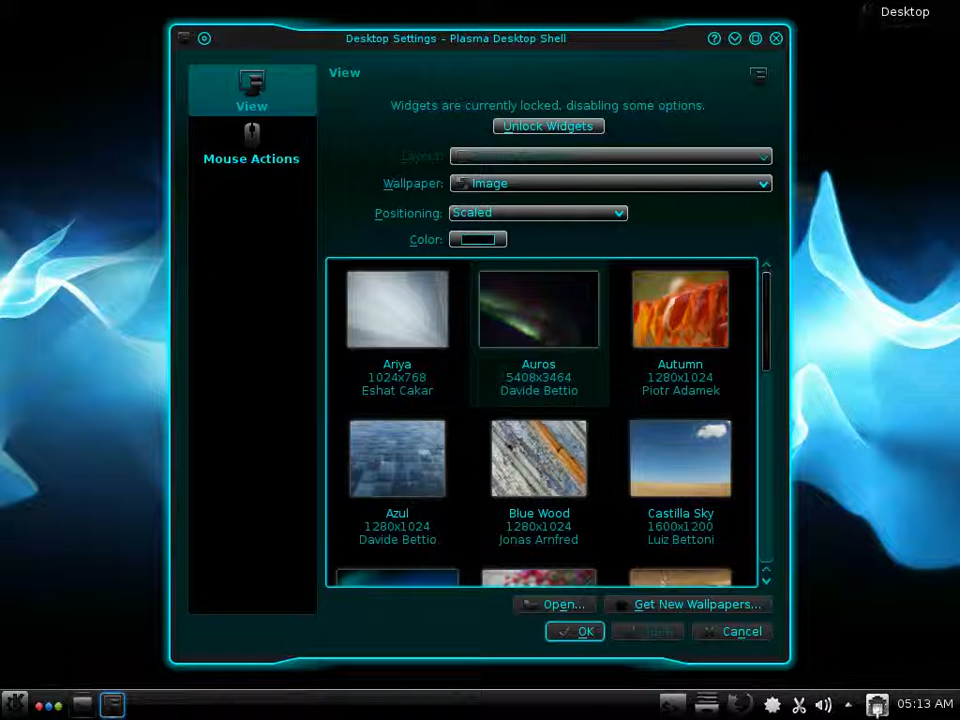 Desktop
Desktop Settings – Plasma Desktop Shell
View
View
Mouse Actions
Widgets are currently locked, disabling some options.
Unlock Widgets
Layout:
Wallpaper: Image
Positioning: Scaled
Color:
Ariya Auros Autumn
1024x768 5408x3464 1280x1024
Eshat Cakar Davide Bettio Piotr Adamek
Azul Blue Wood Castilla Sky
1280x1024 1280x1024 1600x1200
Davide Bettio Jonas Arnfred Luiz Bettoni
Open... Get New Wallpapers...
OK Cancel
05:13 AM